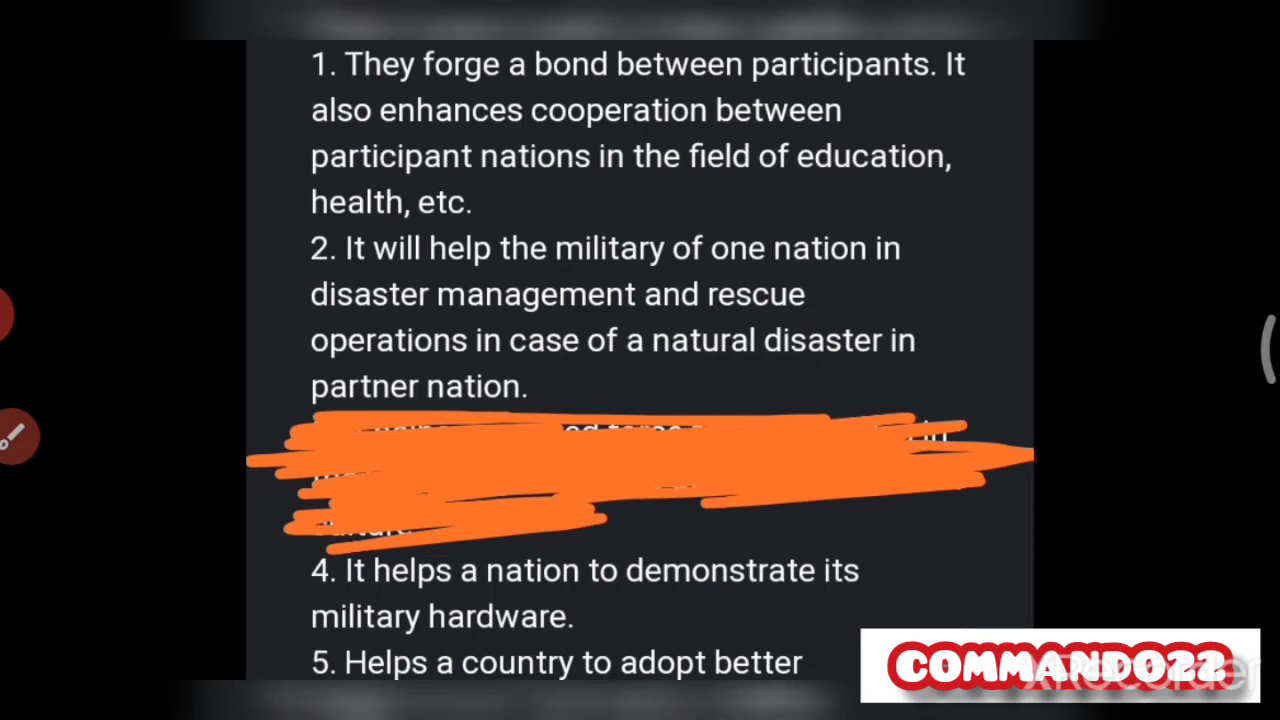 1. They forge a bond between participants. It
also enhances cooperation between
participant nations in the field of education,
health, etc.
2. It will help the military of one nation in
disaster management and rescue
operations in case of a natural disaster in
partner nation.
in
4. It helps a nation to demonstrate its
military hardware.
5. Helps a country to adopt better
COMMANDO22
XRecorder